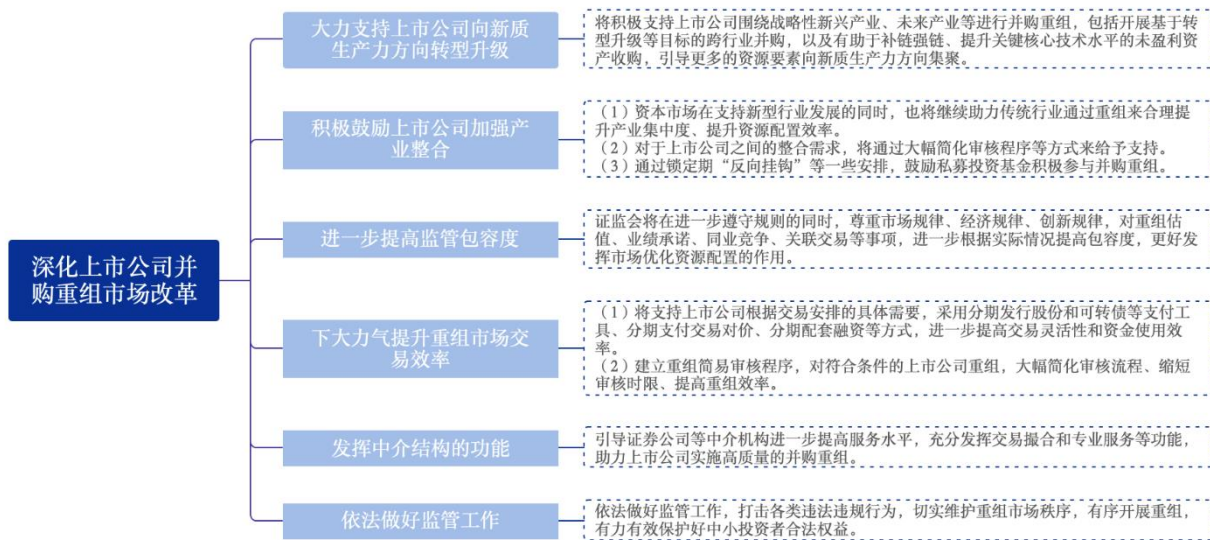 深化上市公司并
购重组市场改革
大力支持上市公司向新质
生产力方向转型升级
将积极支持上市公司围绕战略性新兴产业、未来产业等进行并购重组，包括开展基于转
型升级等目标的跨行业并购，以及有助于补链强链、提升关键核心技术水平的未盈利资
产收购，引导更多的资源要素向新质生产力方向集聚。
积极鼓励上市公司加强产
业整合
（1）资本市场在支持新型行业发展的同时，也将继续助力传统行业通过重组来合理提
升产业集中度、提升资源配置效率。
（2）对于上市公司之间的整合需求，将通过大幅简化审核程序等方式来给予支持。
（3）通过锁定期“反向挂钩”等一些安排，鼓励私募投资基金积极参与并购重组。
进一步提高监管包容度
证监会将在进一步遵守规则的同时，尊重市场规律、经济规律、创新规律，对重组估
值、业绩承诺、同业竞争、关联交易等事项，进一步根据实际情况提高包容度，更好发
挥市场优化资源配置的作用。
下大力气提升重组市场交
易效率
（1）将支持上市公司根据交易安排的具体需要，采用分期发行股份和可转债等支付工
具、分期支付交易对价、分期配套融资等方式，进一步提高交易灵活性和资金使用效
率。
（2）建立重组简易审核程序，对符合条件的上市公司重组，大幅简化审核流程、缩短
审核时限、提高重组效率。
发挥中介结构的功能
引导证券公司等中介机构进一步提高服务水平，充分发挥交易撮合和专业服务等功能，
助力上市公司实施高质量的并购重组。
依法做好监管工作
依法做好监管工作，打击各类违法违规行为，切实维护重组市场秩序，有序开展重组，
有力有效保护好中小投资者合法权益。